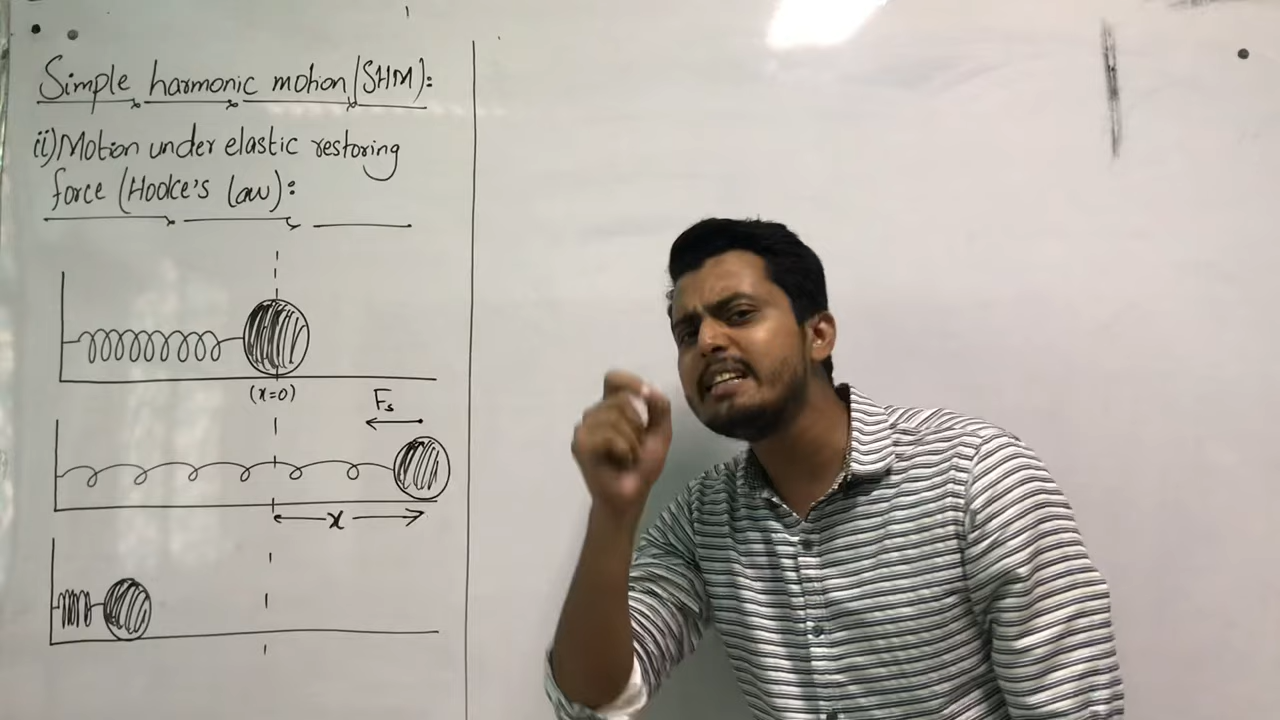 Simple harmonic motion (SHM):
ii) Motion under elastic restoring
force (Hooke's law):
(x=0)
Fs
x